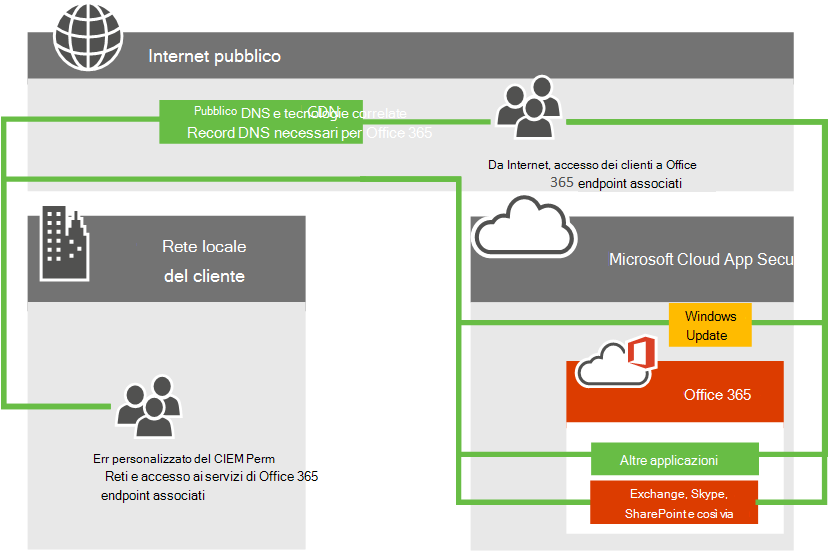 Internet pubblico
Pubblico DNS e tecnologie correlate CDN
Record DNS necessari per Office 365
Da Internet, accesso dei clienti a Office
365 endpoint associati
Rete locale
del cliente
Microsoft Cloud App Secu
Windows
Update
Office 365
Altre applicazioni
Exchange, Skype,
SharePoint e così via
Err personalizzato del CIEM Perm
Reti e accesso ai servizi di Office 365
endpoint associati